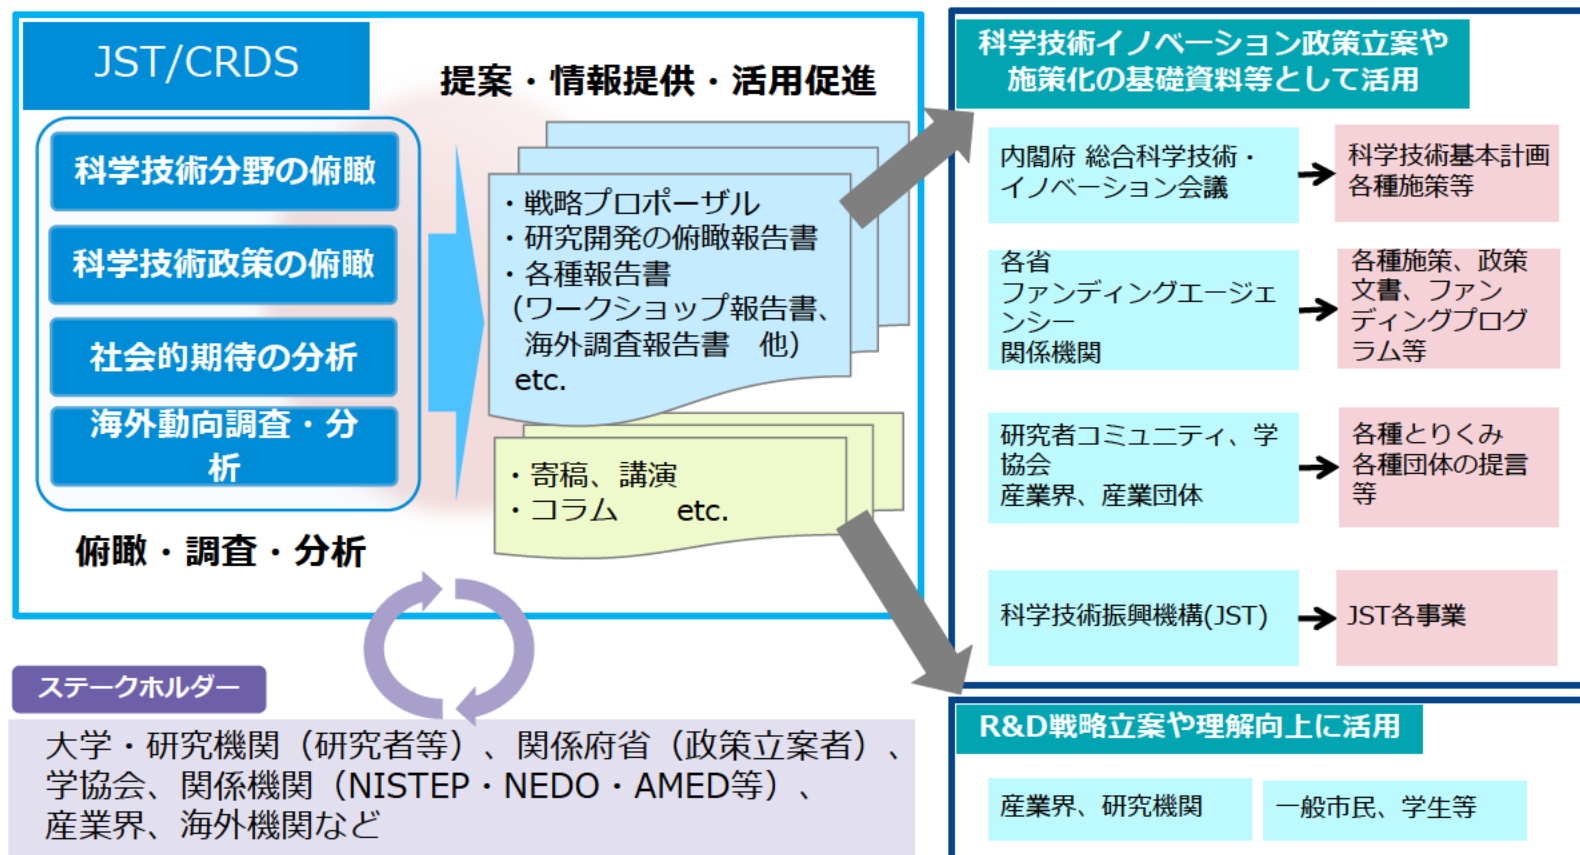 JST/CRDS
提案・情報提供・活用促進
科学技術分野の俯瞰
科学技術政策の俯瞰
社会的期待の分析
海外動向調査・分
析
俯瞰・調査・分析
・戦略プロポーザル
・研究開発の俯瞰報告書
・各種報告書
（ワークショップ報告書、
海外調査報告書　他）
etc.
・寄稿、講演
・コラム　　etc.
ステークホルダー
大学・研究機関（研究者等）、関係府省（政策立案者）、
学協会、関係機関（NISTEP・NEDO・AMED等）、
産業界、海外機関など
科学技術イノベーション政策立案や
施策化の基礎資料等として活用
内閣府 総合科学技術・
イノベーション会議
科学技術基本計画
各種施策等
各省
ファンディングエージェ
ンシー
関係機関
各種施策、政策
文書、ファン
ディングプログ
ラム等
研究者コミュニティ、学
協会
産業界、産業団体
各種とりくみ
各種団体の提言
等
科学技術振興機構(JST)
JST各事業
R&D戦略立案や理解向上に活用
産業界、研究機関
一般市民、学生等